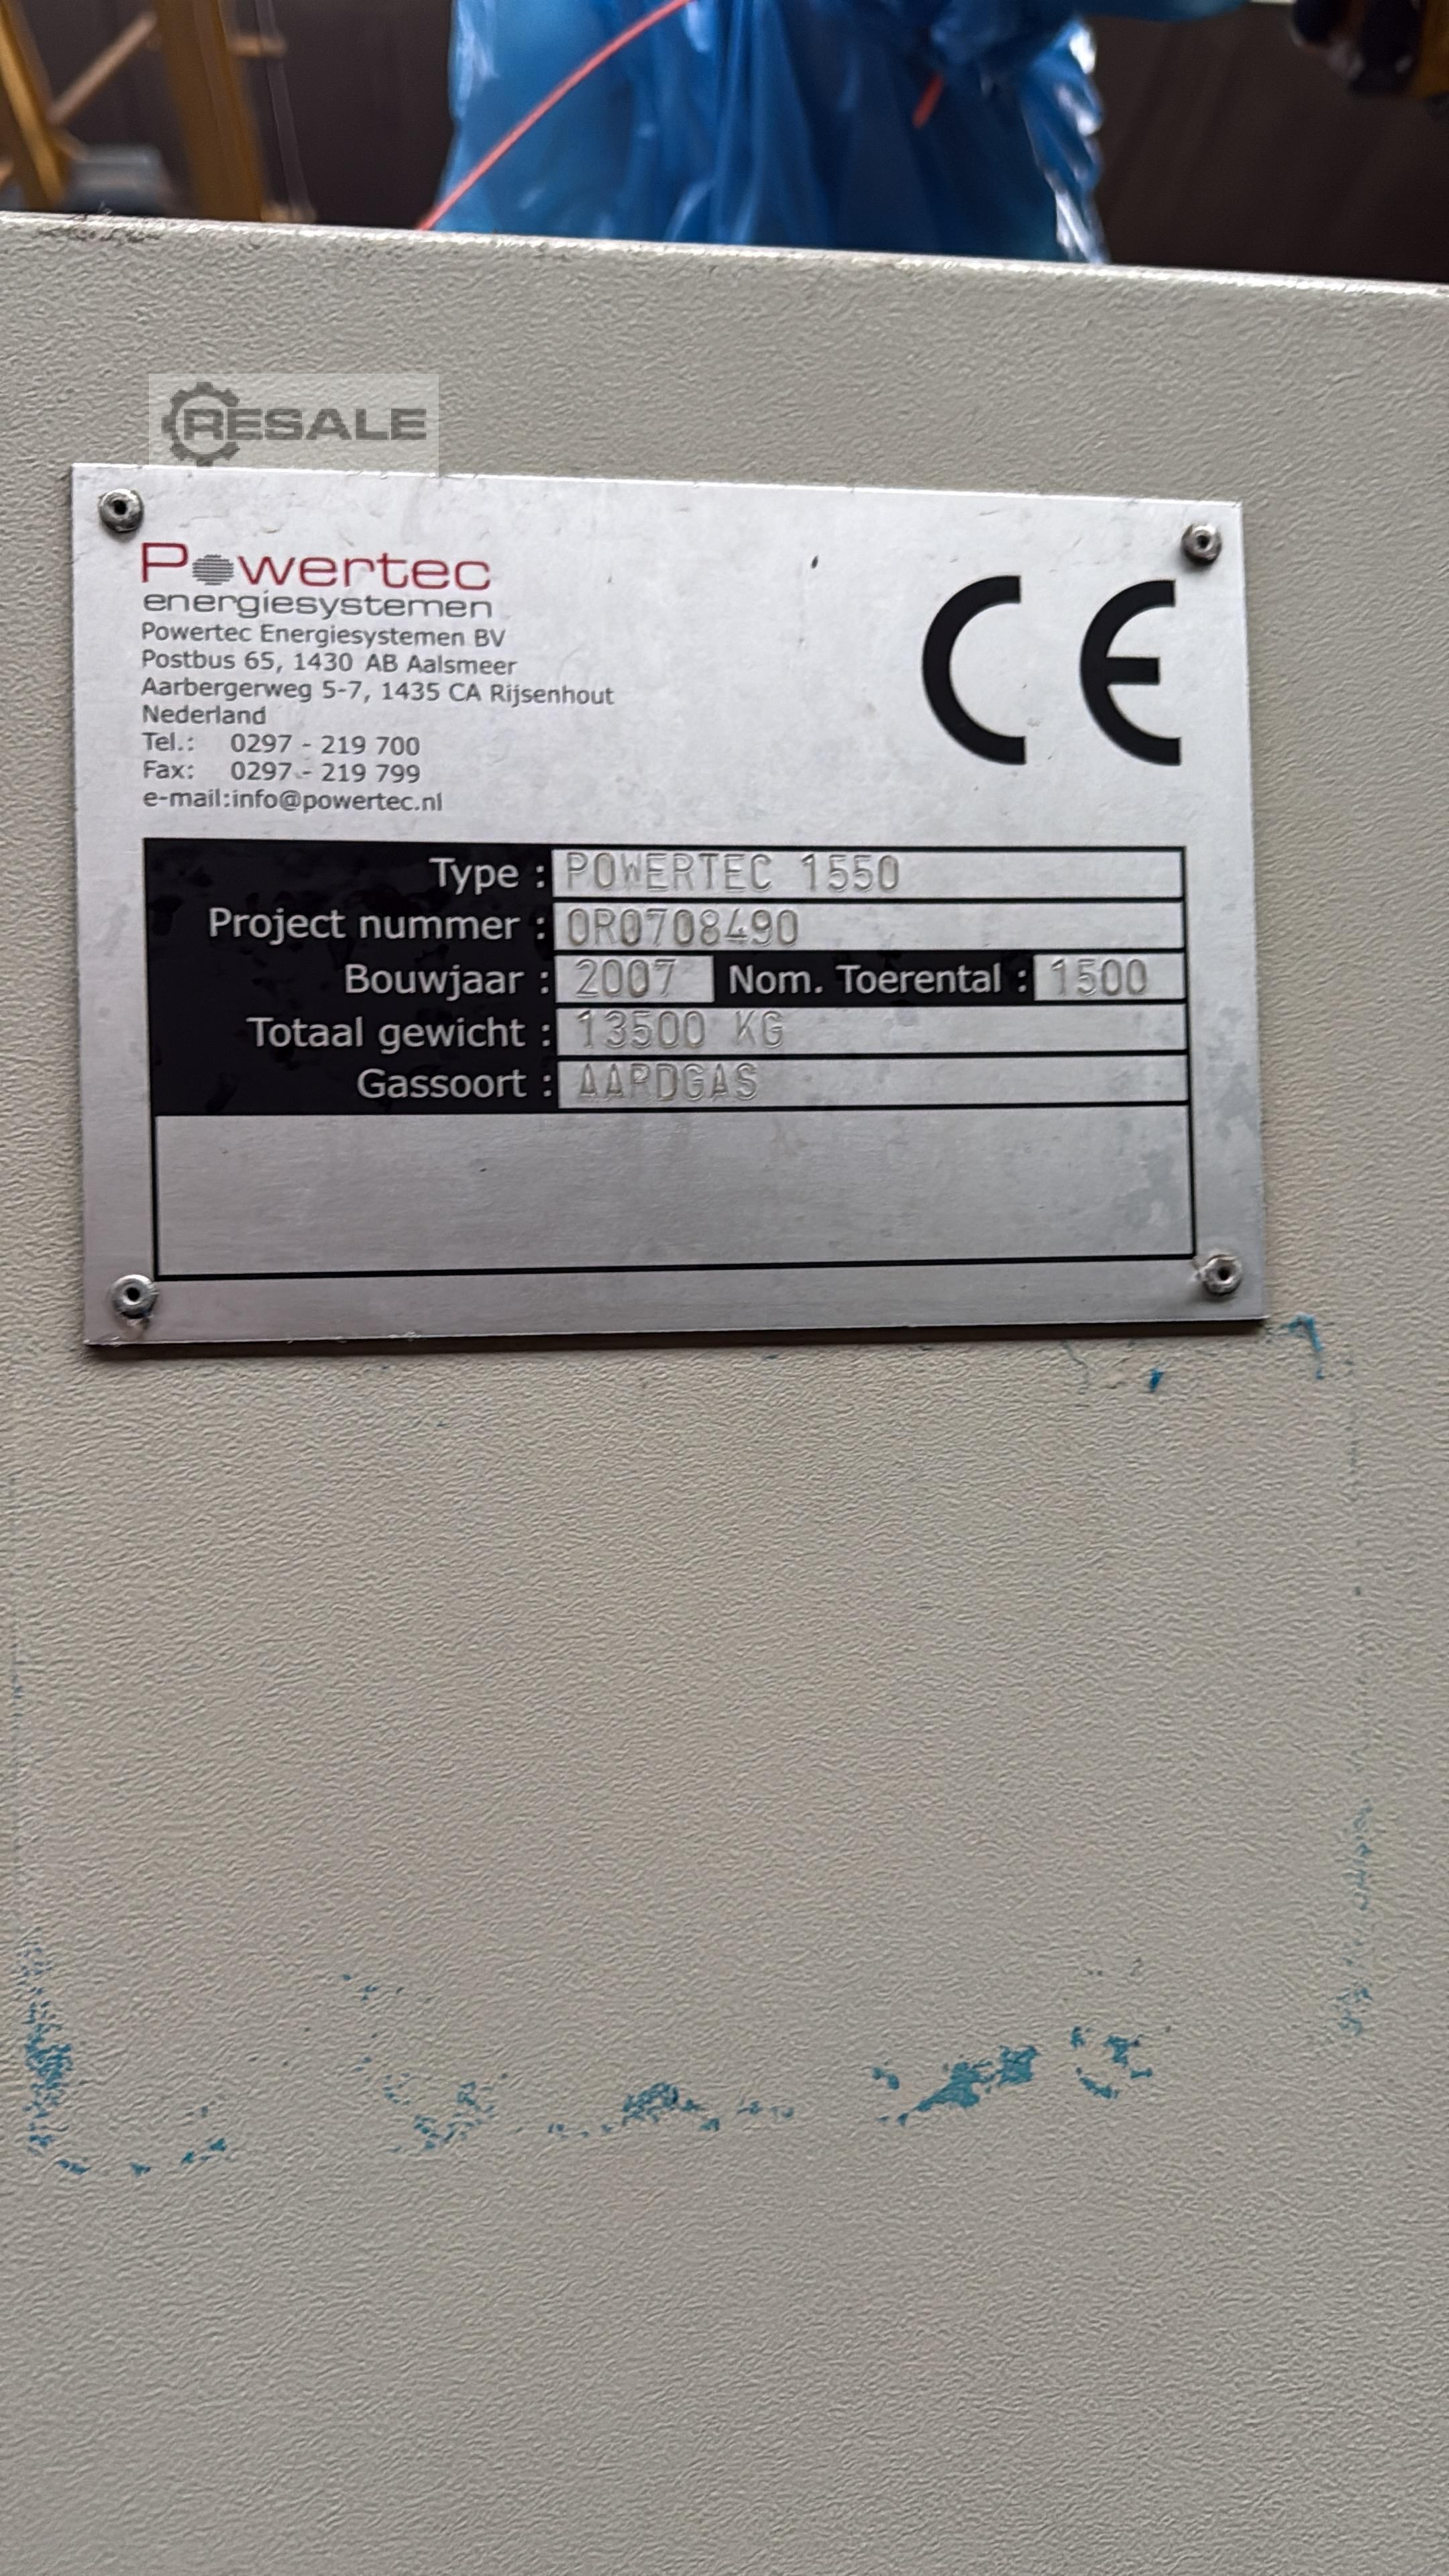 RESALE
Powertec
energiesystemen
Powertec Energiesystemen BV
Postbus 65, 1430 AB Aalsmeer
Aarbergerweg 5-7, 1435 CA Rijsenhout
Nederland
Tel.: 0297 - 219 700
Fax: 0297 - 219 799
e-mail:info@powertec.nl
CE
Type : POWERTEC 1550
Project nummer : OR0708490
Bouwjaar : 2007 Nom. Toerental : 1500
Totaal gewicht : 13500 KG
Gassoort : AARDGAS